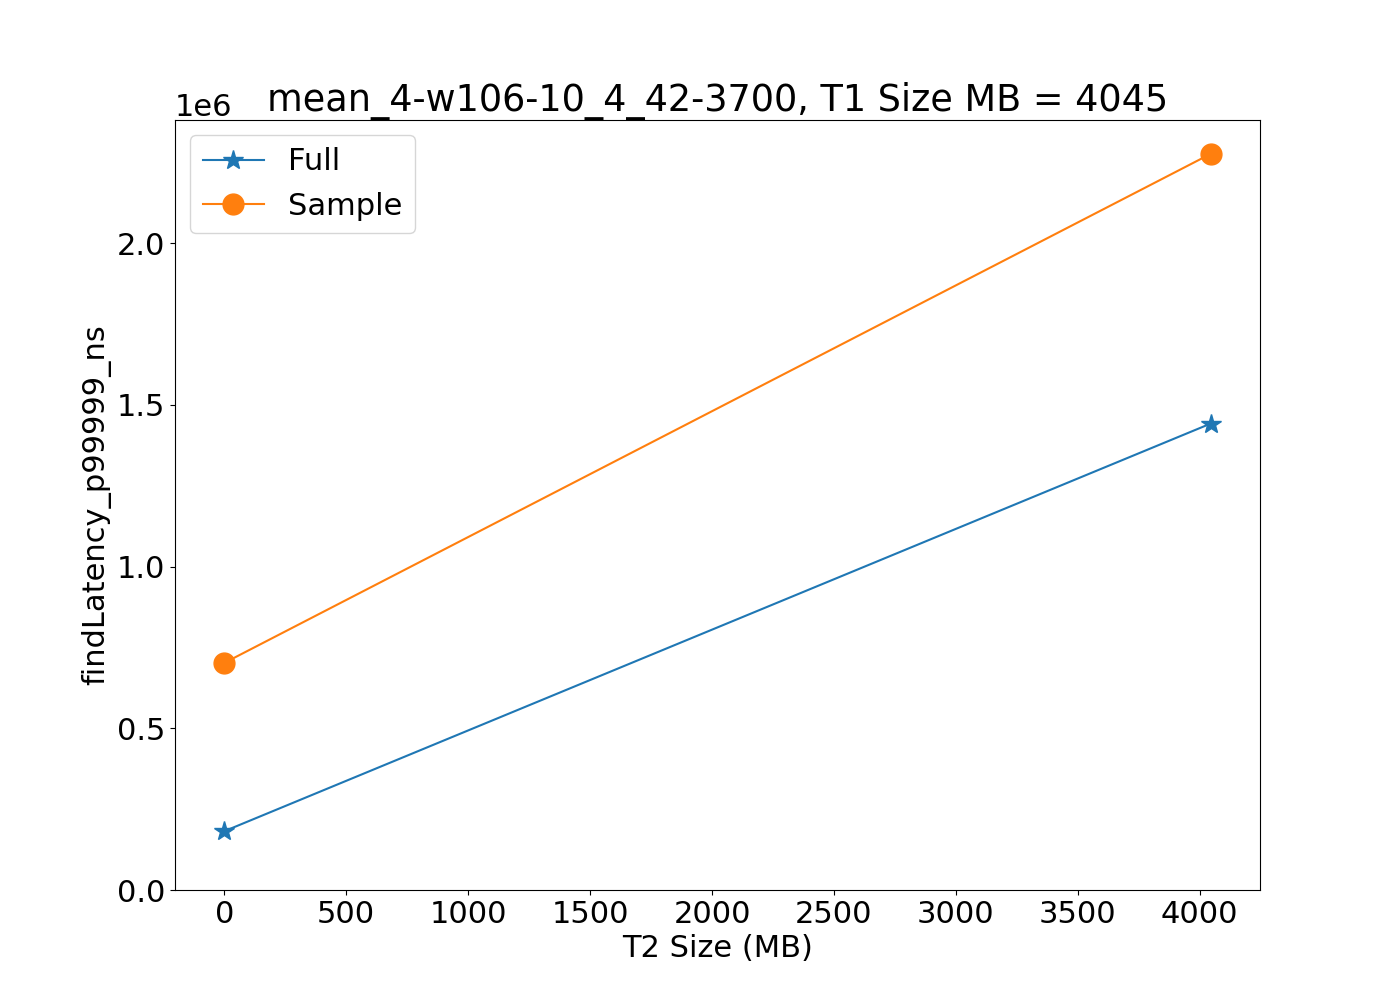 1e6
mean_4-w106-10_4_42-3700, T1 Size MB = 4045
Full
Sample
findLatency_p99999_ns
2.0
1.5
1.0
0.5
0.0
0 500 1000 1500 2000 2500 3000 3500 4000
T2 Size (MB)